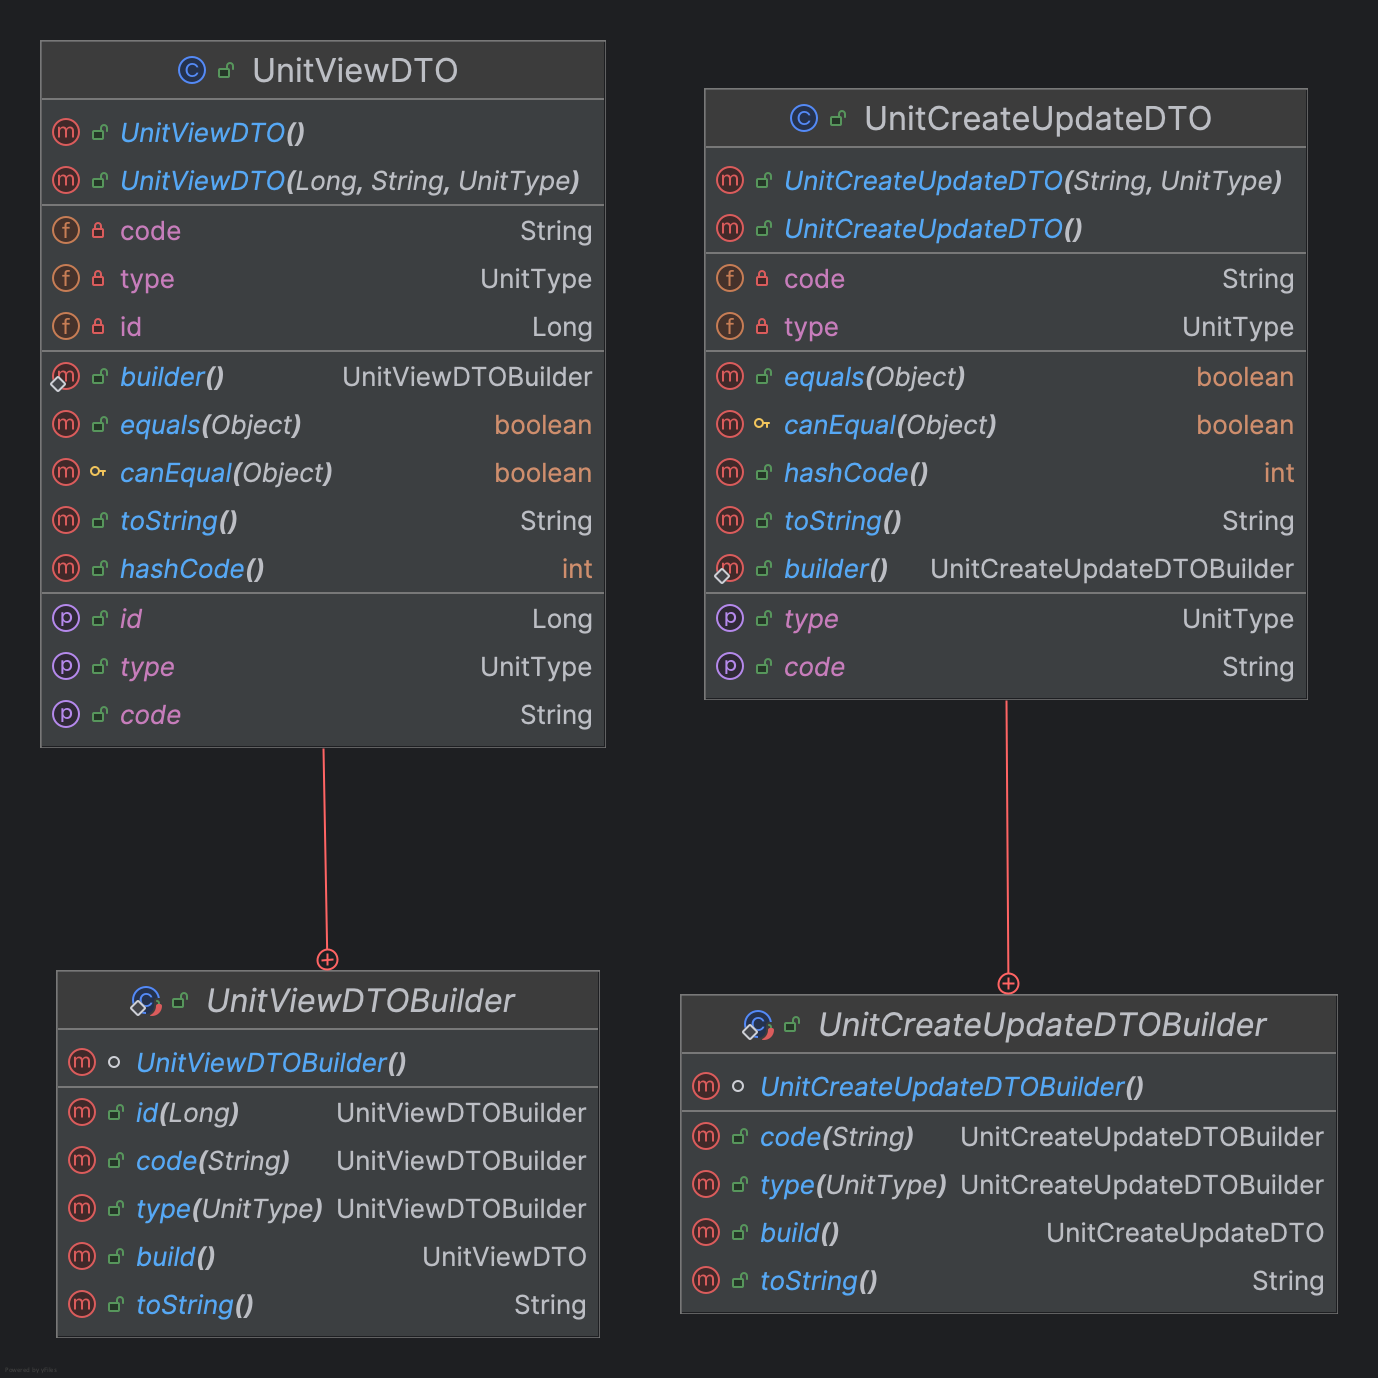 UnitViewDTO
UnitViewDTO()
UnitViewDTO(Long, String, UnitType)
code String
type UnitType
id Long
builder() UnitViewDTOBuilder
equals(Object) boolean
canEqual(Object) boolean
toString() String
hashCode() int
id Long
type UnitType
code String
UnitCreateUpdateDTO
UnitCreateUpdateDTO(String, UnitType)
UnitCreateUpdateDTO()
code String
type UnitType
equals(Object) boolean
canEqual(Object) boolean
hashCode() int
toString() String
builder() UnitCreateUpdateDTOBuilder
type UnitType
code String
UnitViewDTOBuilder
UnitViewDTOBuilder()
id(Long) UnitViewDTOBuilder
code(String) UnitViewDTOBuilder
type(UnitType) UnitViewDTOBuilder
build() UnitViewDTO
toString() String
UnitCreateUpdateDTOBuilder
UnitCreateUpdateDTOBuilder()
code(String) UnitCreateUpdateDTOBuilder
type(UnitType) UnitCreateUpdateDTOBuilder
build() UnitCreateUpdateDTO
toString() String
Powered by yFiles